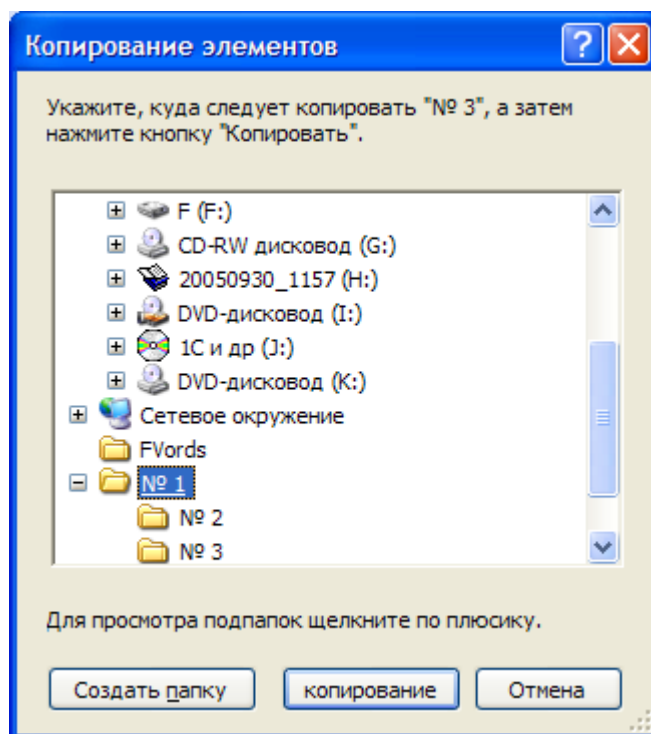 Копирование элементов
Укажите, куда следует копировать "№ 3", а затем
нажмите кнопку "Копировать".
F (F:)
CD-RW дисковод (G:)
20050930_1157 (H:)
DVD-дисковод (I:)
1С и др (J:)
DVD-дисковод (K:)
Сетевое окружение
FVords
№ 1
№ 2
№ 3
Для просмотра подпапок щелкните по плюсику.
Создать папку копирование Отмена